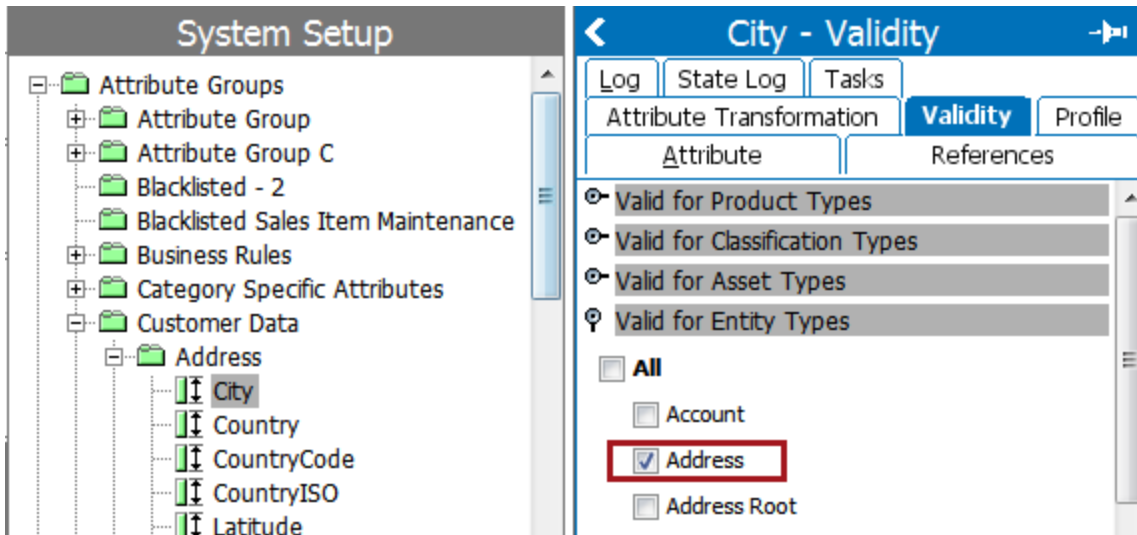 System Setup
Attribute Groups
Attribute Group
Attribute Group C
Blacklisted - 2
Blacklisted Sales Item Maintenance
Business Rules
Category Specific Attributes
Customer Data
Address
City
Country
CountryCode
CountryISO
Latitude
City - Validity
Log State Log Tasks
Attribute Transformation Validity Profile
Attribute References
Valid for Product Types
Valid for Classification Types
Valid for Asset Types
Valid for Entity Types
All
Account
Address
Address Root